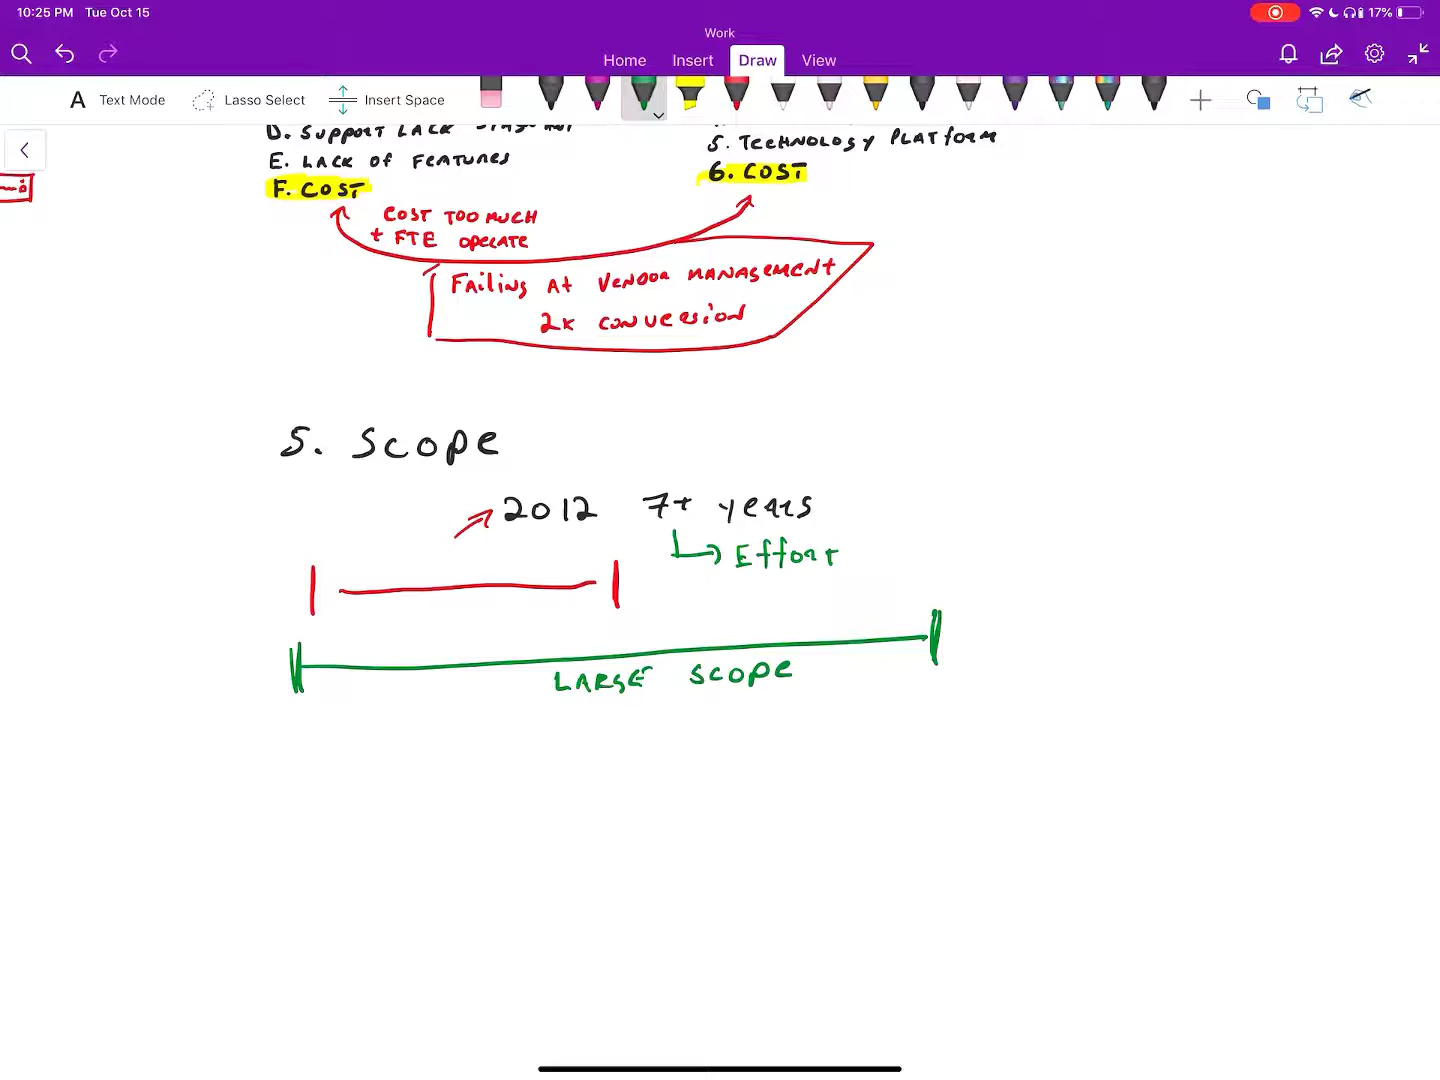 10:25 PM Tue Oct 15
17%
Work
Home Insert Draw View
A Text Mode Lasso Select Insert Space
D. SUPPORT LACK
E. LACK OF FEATURES
F. COST
5. TECHNOLOGY PLATFORM
6. COST
COST TOO MUCH
+ FTE OPERATE
FAILING AT VENDOR MANAGEMENT
2K CONVERSION
5. SCOPE
2012 7+ years
Effort
LARGE SCOPE